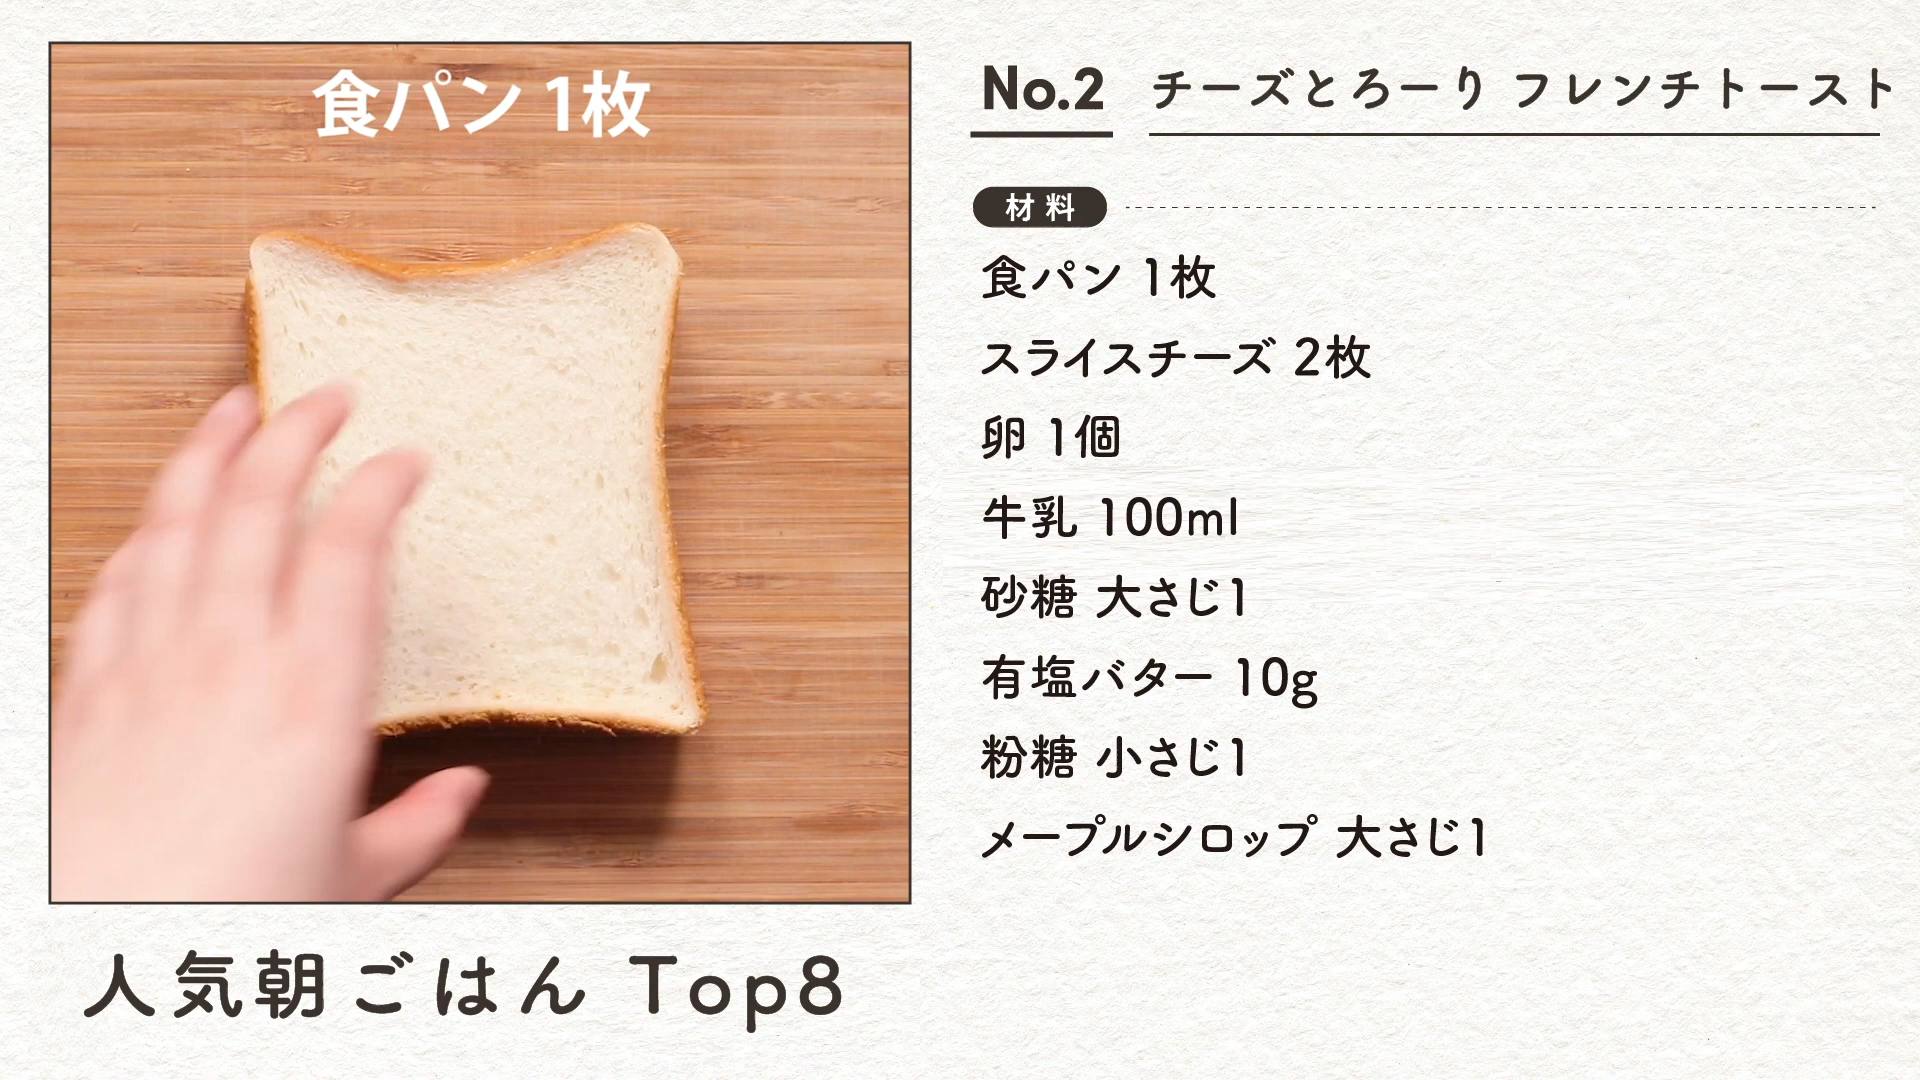 食パン 1枚
No.2 チーズとろーり フレンチトースト
材料
食パン 1枚
スライスチーズ 2枚
卵 1個
牛乳 100ml
砂糖 大さじ1
有塩バター 10g
粉糖 小さじ1
メープルシロップ 大さじ1
人気朝ごはん Top8